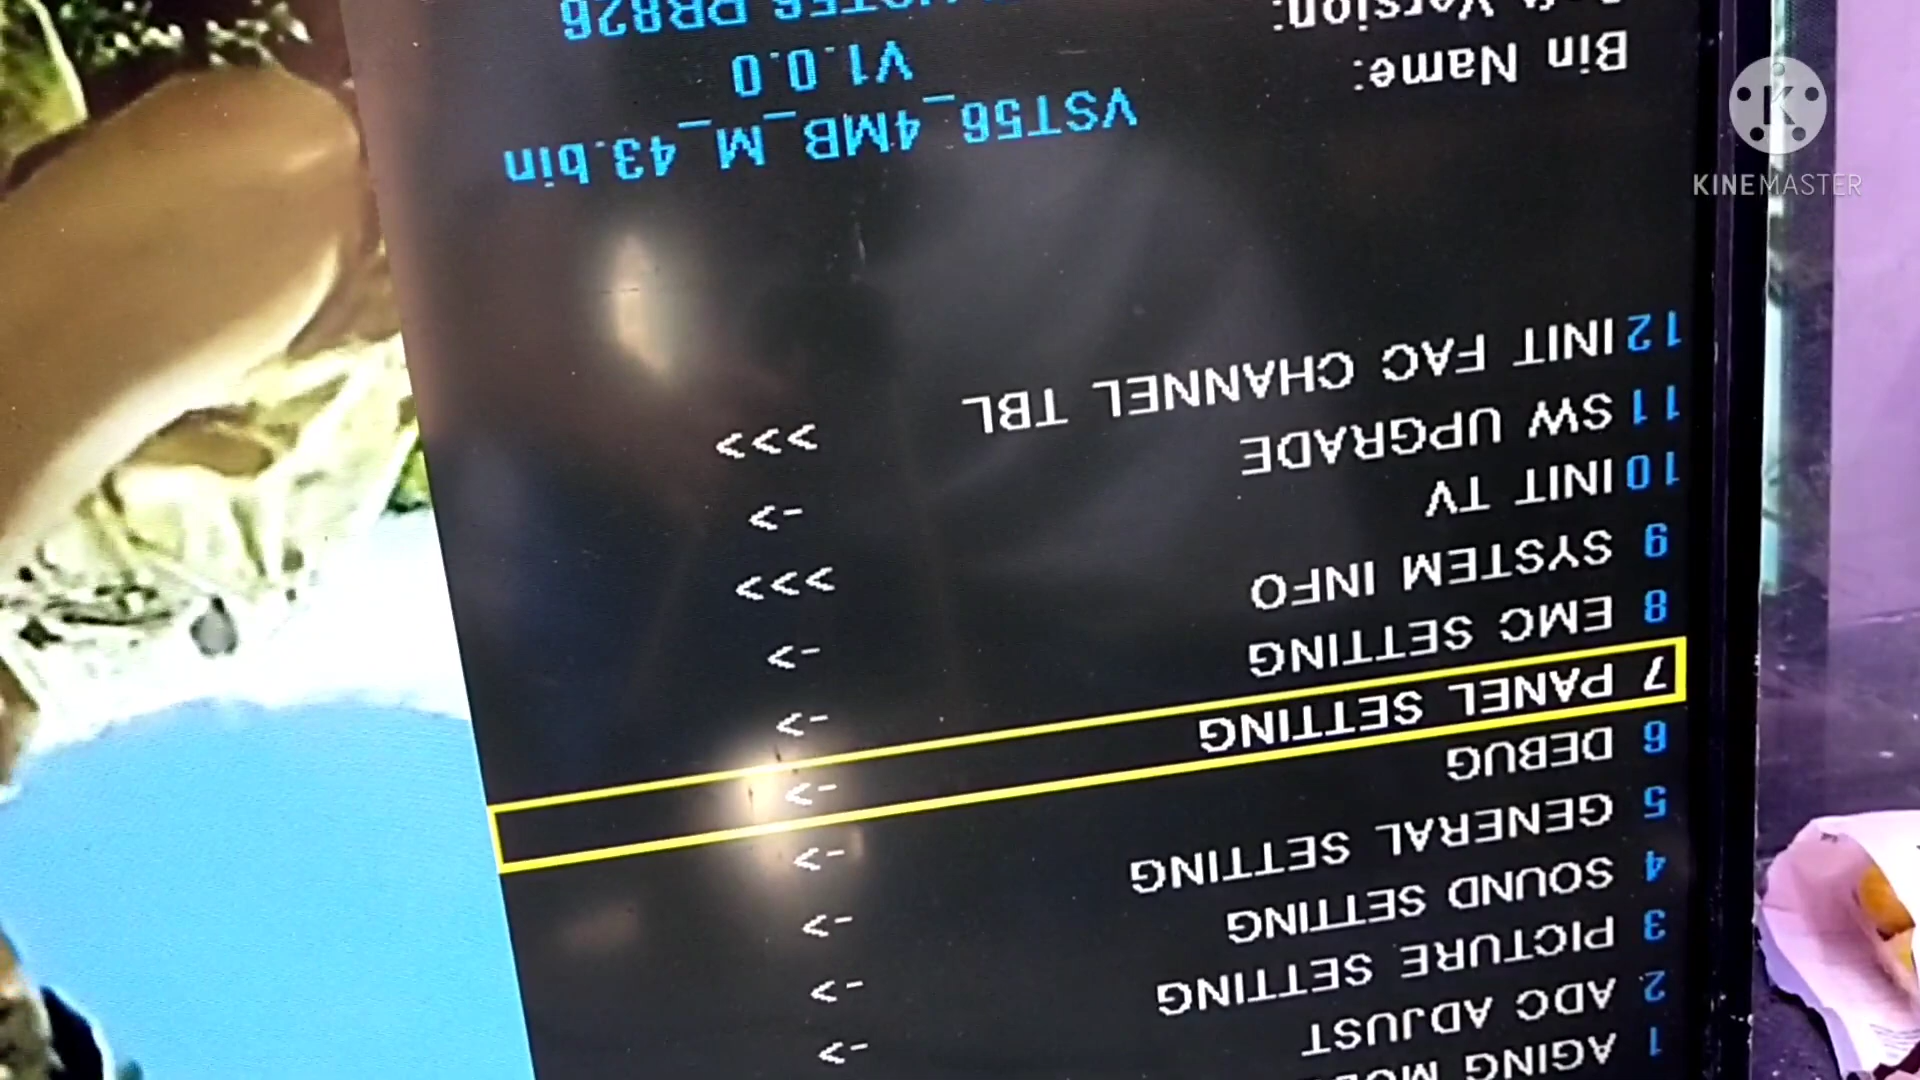 1 AGING
2 ADC ADJUST ->
3 PICTURE SETTING ->
4 SOUND SETTING ->
5 GENERAL SETTING ->
6 DEBUG ->
7 PANEL SETTING ->
8 EMC SETTING ->
9 SYSTEM INFO ->
10 INIT TV >>>
11 SW UPGRADE ->
12 INIT FAC CHANNEL TBL >>>
VST56_4MB_M_43.bin
Bin Name: V1.0.0
Version:
KINEMASTER